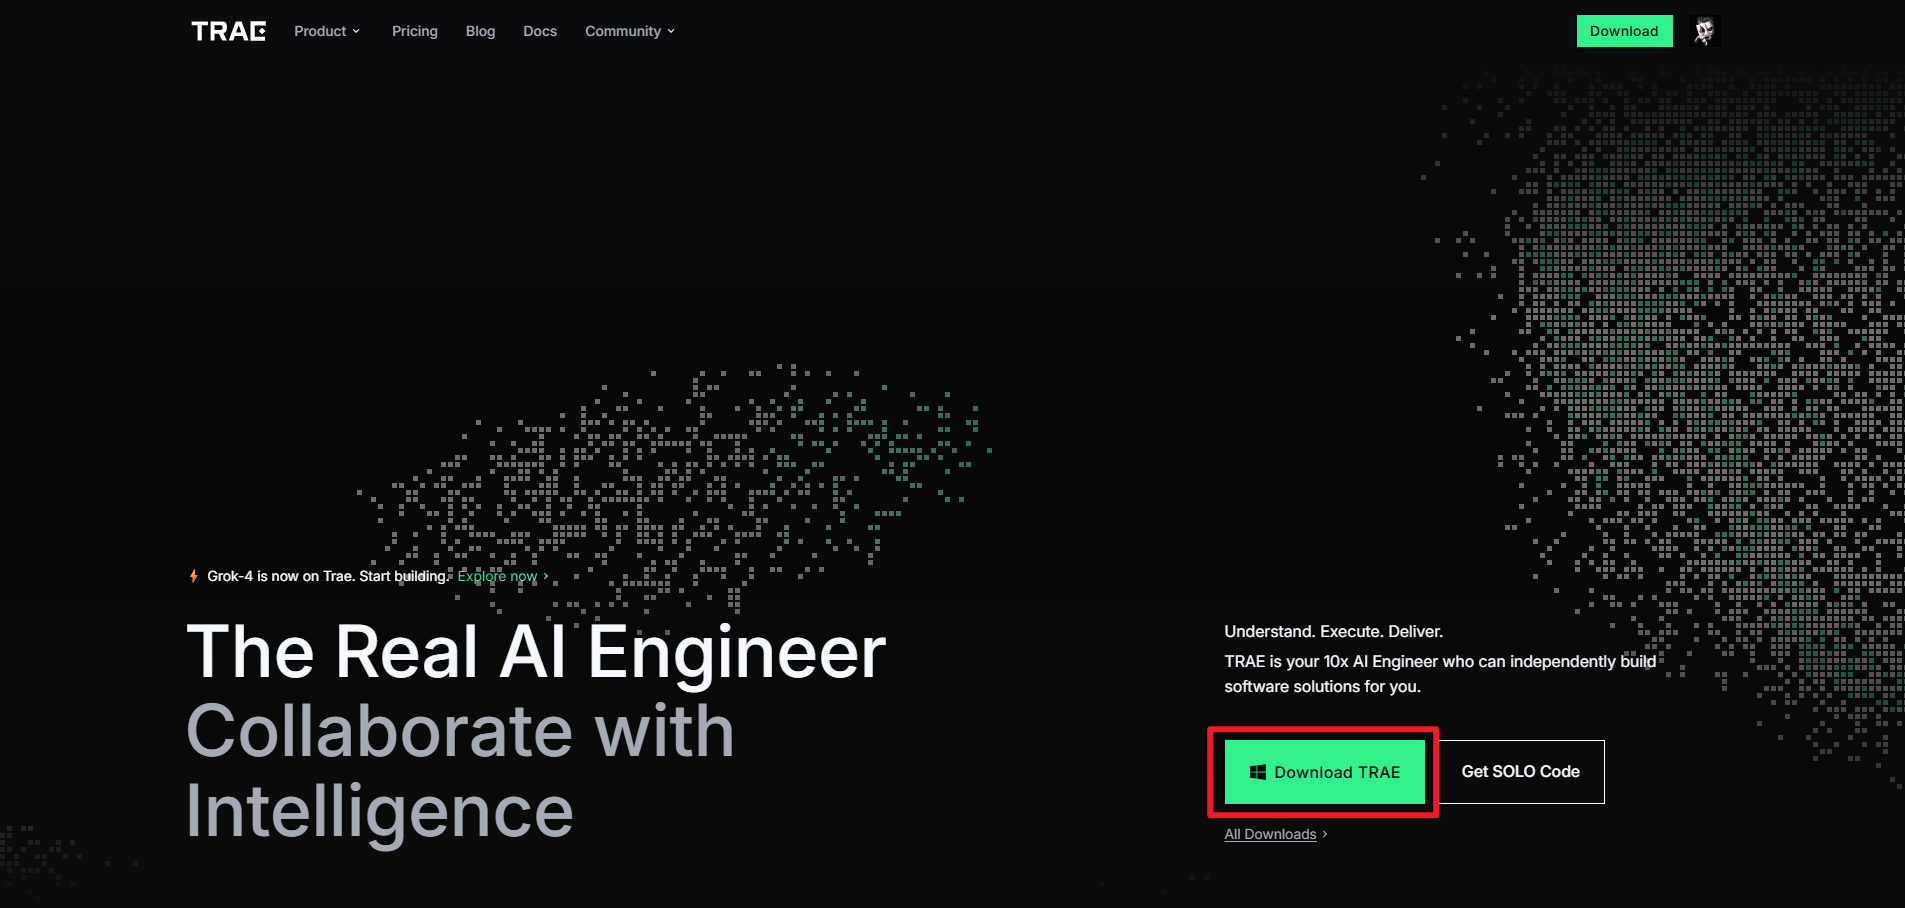 TRAE Product Pricing Blog Docs Community Download
Grok-4 is now on Trae. Start building. Explore now
The Real AI Engineer
Collaborate with
Intelligence
Understand. Execute. Deliver.
TRAE is your 10x AI Engineer who can independently build
software solutions for you.
Download TRAE
Get SOLO Code
All Downloads